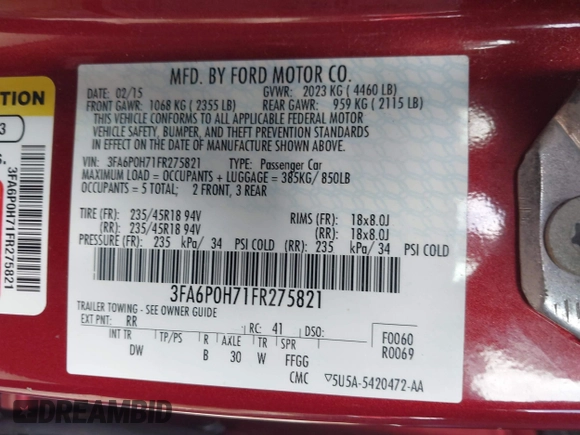 MFD. BY FORD MOTOR CO.
DATE: 02/15 GVWR: 2023 KG ( 4460 LB)
FRONT GAWR: 1068 KG ( 2355 LB) REAR GAWR: 959 KG ( 2115 LB)
THIS VEHICLE CONFORMS TO ALL APPLICABLE FEDERAL MOTOR
VEHICLE SAFETY, BUMPER, AND THEFT PREVENTION STANDARDS
IN EFFECT ON THE DATE OF MANUFACTURE SHOWN ABOVE.
VIN: 3FA6P0H71FR275821 TYPE: Passenger Car
MAXIMUM LOAD = OCCUPANTS + LUGGAGE = 385KG/ 850LB
OCCUPANTS = 5 TOTAL; 2 FRONT, 3 REAR
TIRE (FR): 235/45R18 94V RIMS (FR): 18x8.0J
(RR): 235/45R18 94V (RR): 18x8.0J
PRESSURE (FR): 235 kPa/ 34 PSI COLD (RR): 235 kPa/ 34 PSI COLD
3FA6P0H71FR275821
TRAILER TOWING - SEE OWNER GUIDE
EXT PNT: RR RC: 41 DSO: F0060
INT TR TP/PS R AXLE TR SPR R0069
DW B 30 W FFGG
CMC ▽5U5A-5420472-AA
TION
3
3FA6P0H71FR275821
DREAMBID